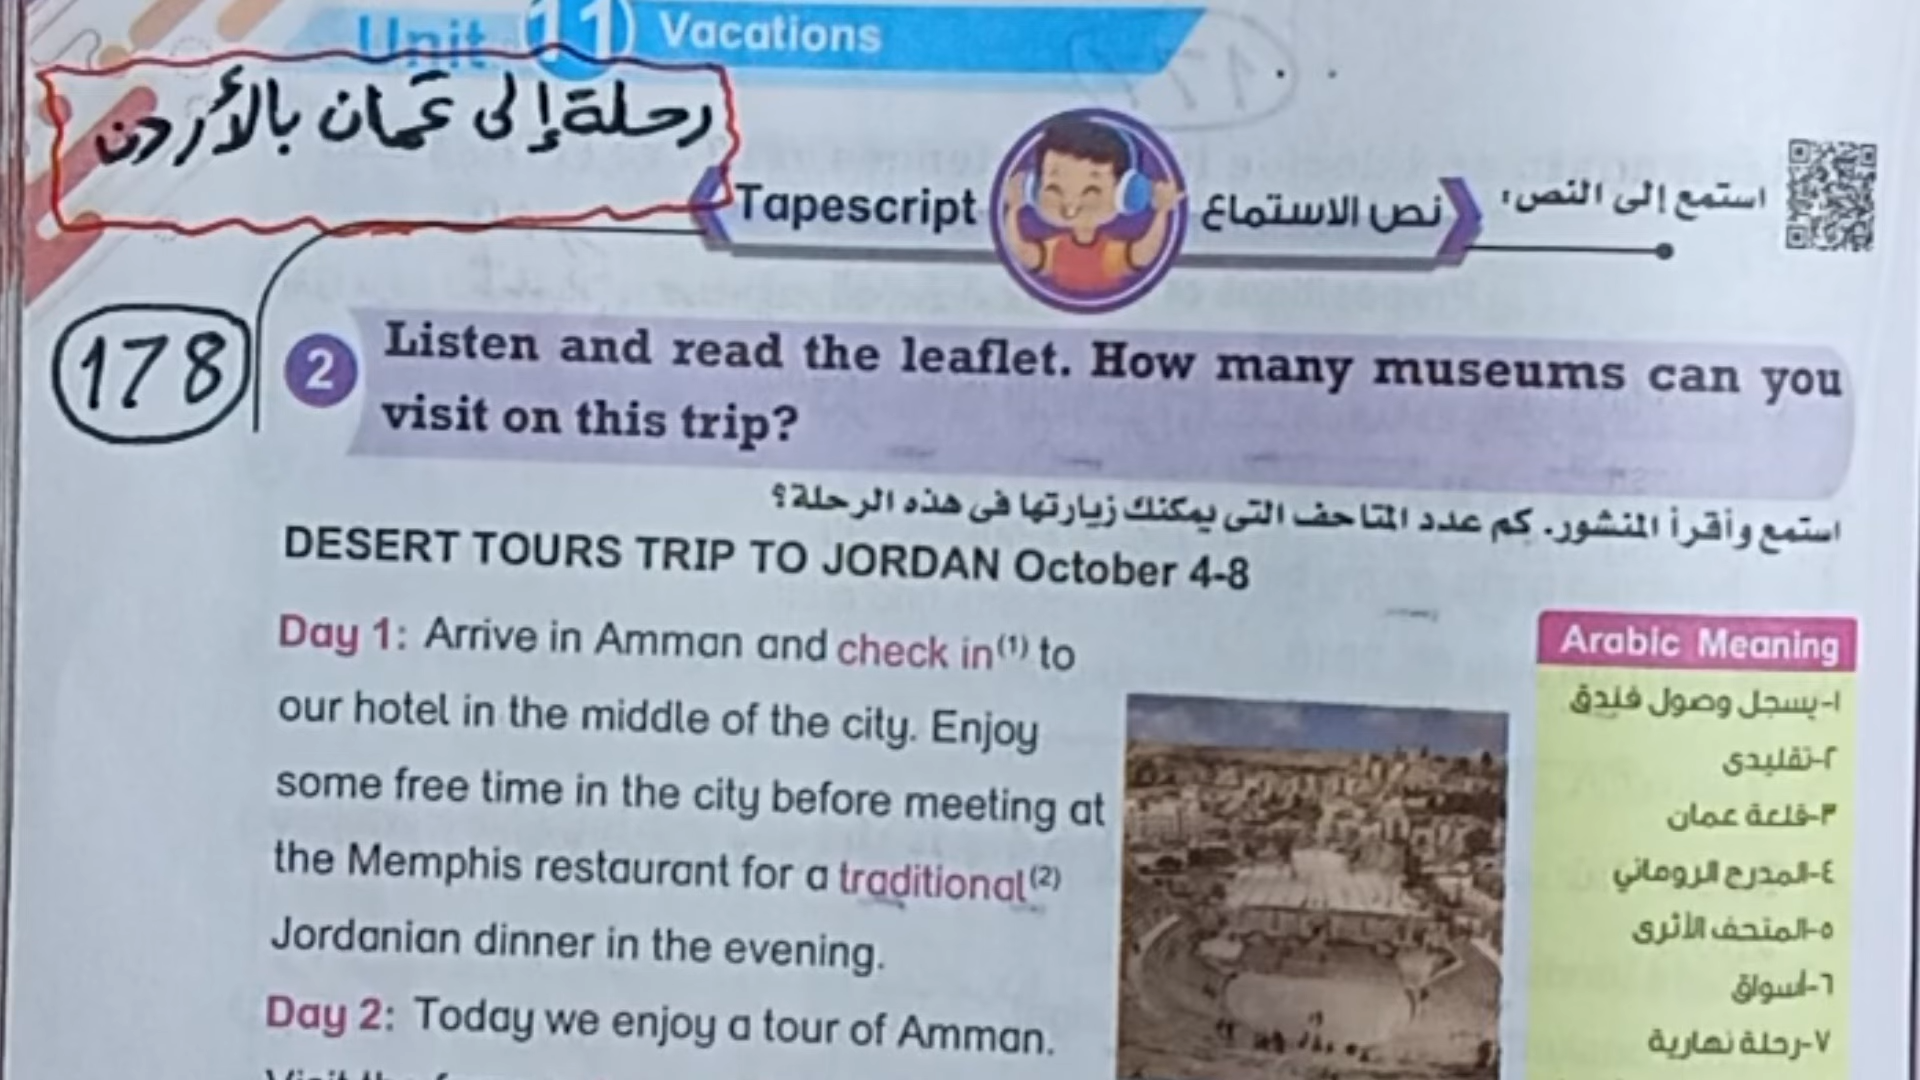 Unit 11 Vacations
رحلة إلى عمان بالأردن
Tapescript نص الاستماع
استمع إلى النص:
178
2 Listen and read the leaflet. How many museums can you
visit on this trip?
استمع وأقرأ المنشور. كم عدد المتاحف التى يمكنك زيارتها فى هذه الرحلة؟
DESERT TOURS TRIP TO JORDAN October 4-8
Day 1: Arrive in Amman and check in(1) to
our hotel in the middle of the city. Enjoy
some free time in the city before meeting at
the Memphis restaurant for a traditional(2)
Jordanian dinner in the evening.
Day 2: Today we enjoy a tour of Amman.
Arabic Meaning
١-يسجل وصول فندق
٢-تقليدى
٣-قلعة عمان
٤-المدرج الروماني
٥-المتحف الأثرى
٦-أسواق
٧-رحلة نهارية